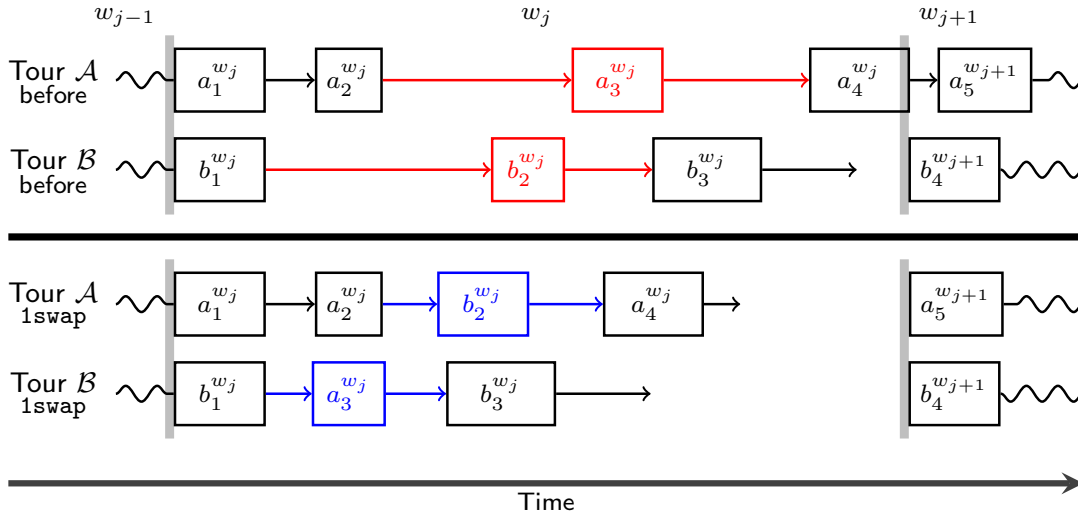 w_{j-1} w_j w_{j+1}
Tour 𝒜 before a_1^{w_j} a_2^{w_j} a_3^{w_j} a_4^{w_j} a_5^{w_{j+1}}
Tour ℬ before b_1^{w_j} b_2^{w_j} b_3^{w_j} b_4^{w_{j+1}}
Tour 𝒜 1swap a_1^{w_j} a_2^{w_j} b_2^{w_j} a_4^{w_j} a_5^{w_{j+1}}
Tour ℬ 1swap b_1^{w_j} a_3^{w_j} b_3^{w_j} b_4^{w_{j+1}}
Time